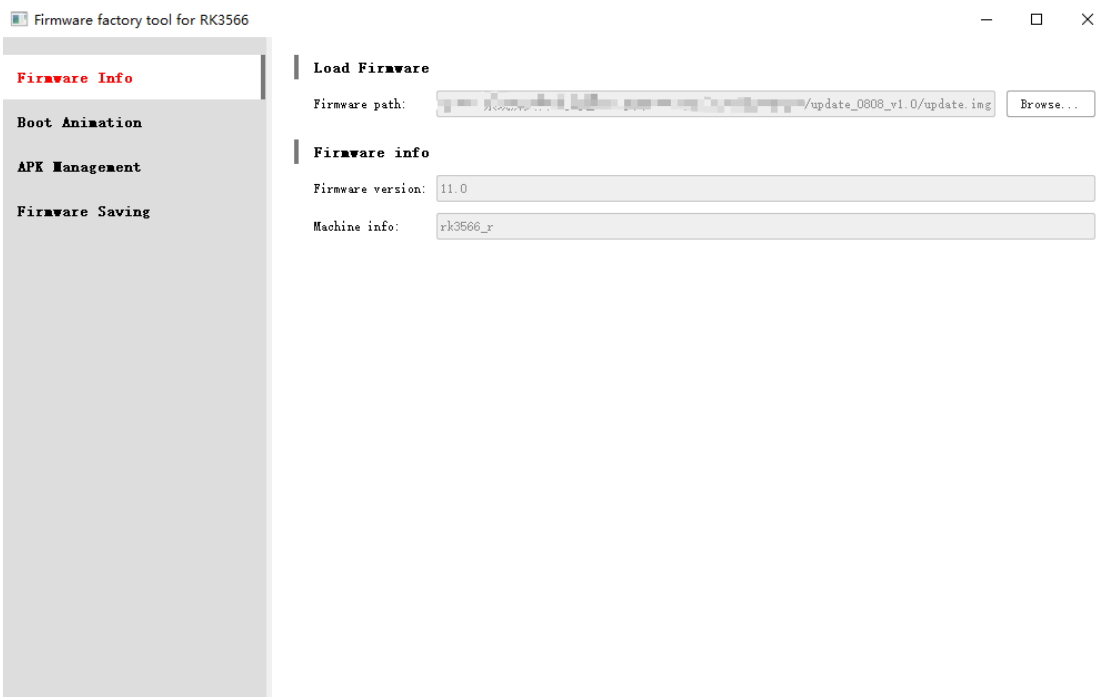 Firmware factory tool for RK3566
Firmware Info
Boot Animation
APK Management
Firmware Saving
Load Firmware
Firmware path: /update_0808_v1.0/update.img Browse...
Firmware info
Firmware version: 11.0
Machine info: rk3566_r